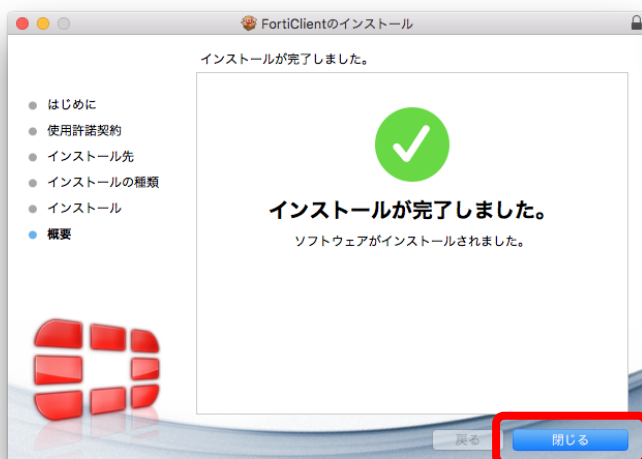 FortiClientのインストール
インストールが完了しました。
はじめに
使用許諾契約
インストール先
インストールの種類
インストール
概要
インストールが完了しました。
ソフトウェアがインストールされました。
戻る
閉じる